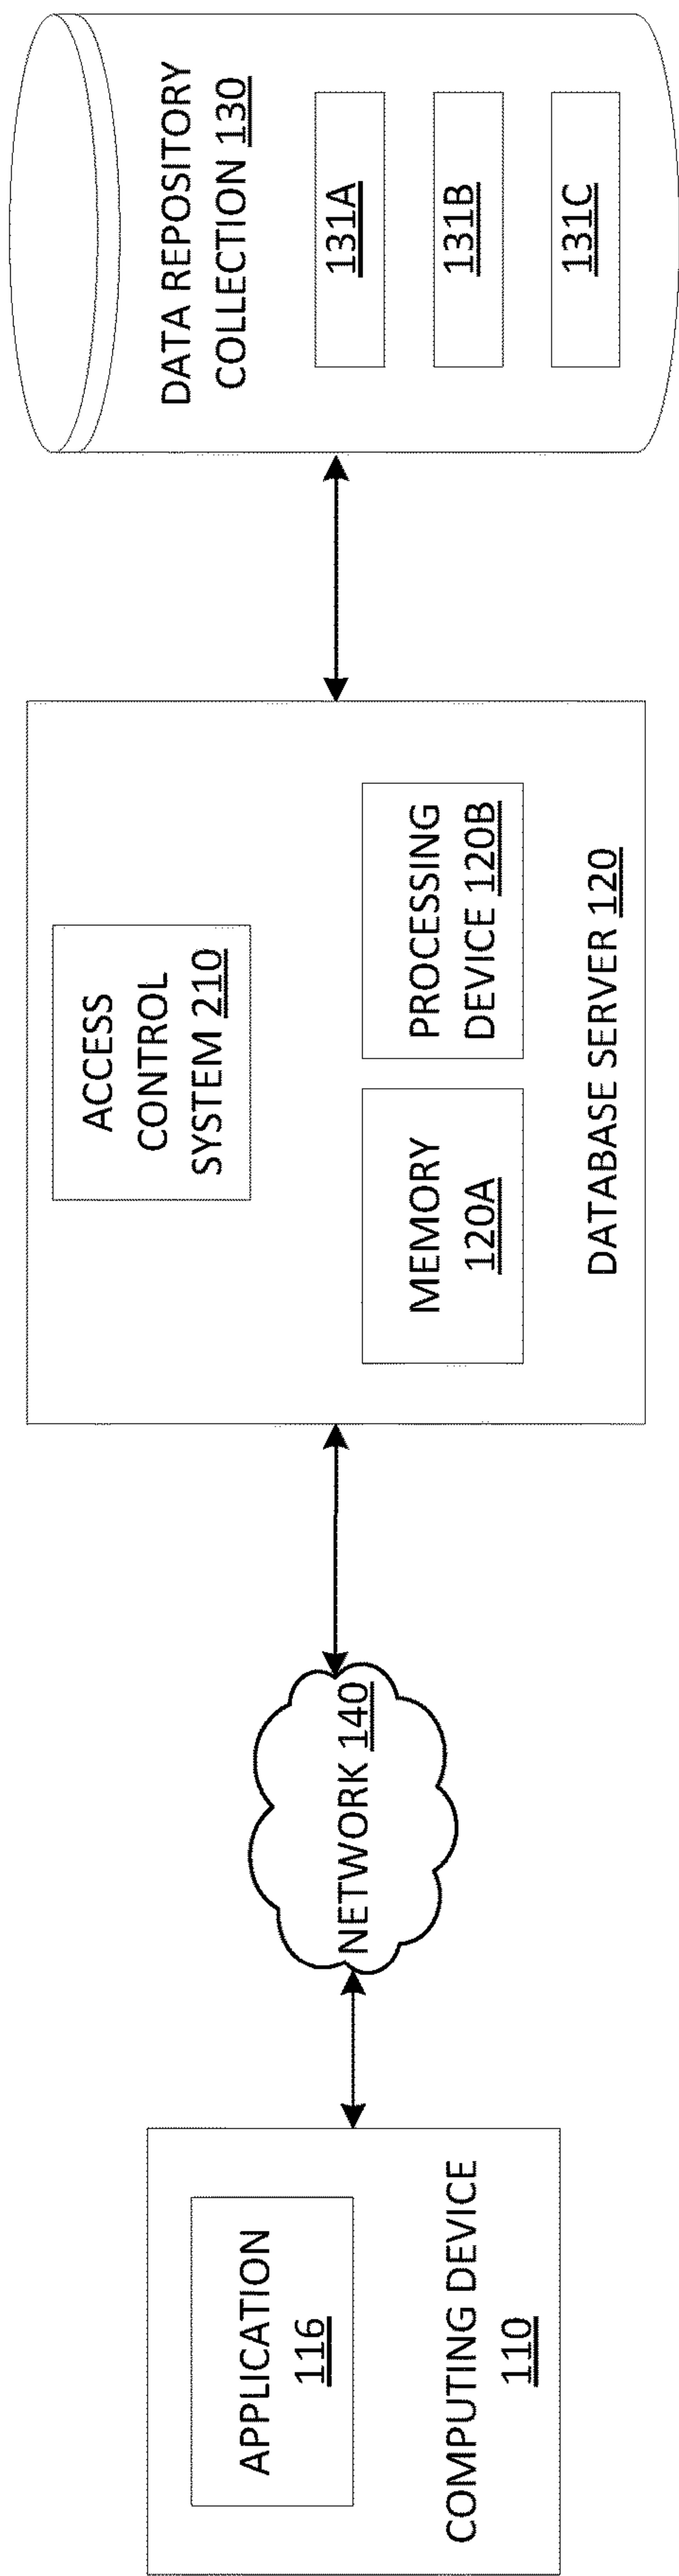 APPLICATION
116
COMPUTING DEVICE
110
NETWORK 140
ACCESS
CONTROL
SYSTEM 210
MEMORY
120A
PROCESSING
DEVICE 120B
DATABASE SERVER 120
DATA REPOSITORY
COLLECTION 130
131A
131B
131C